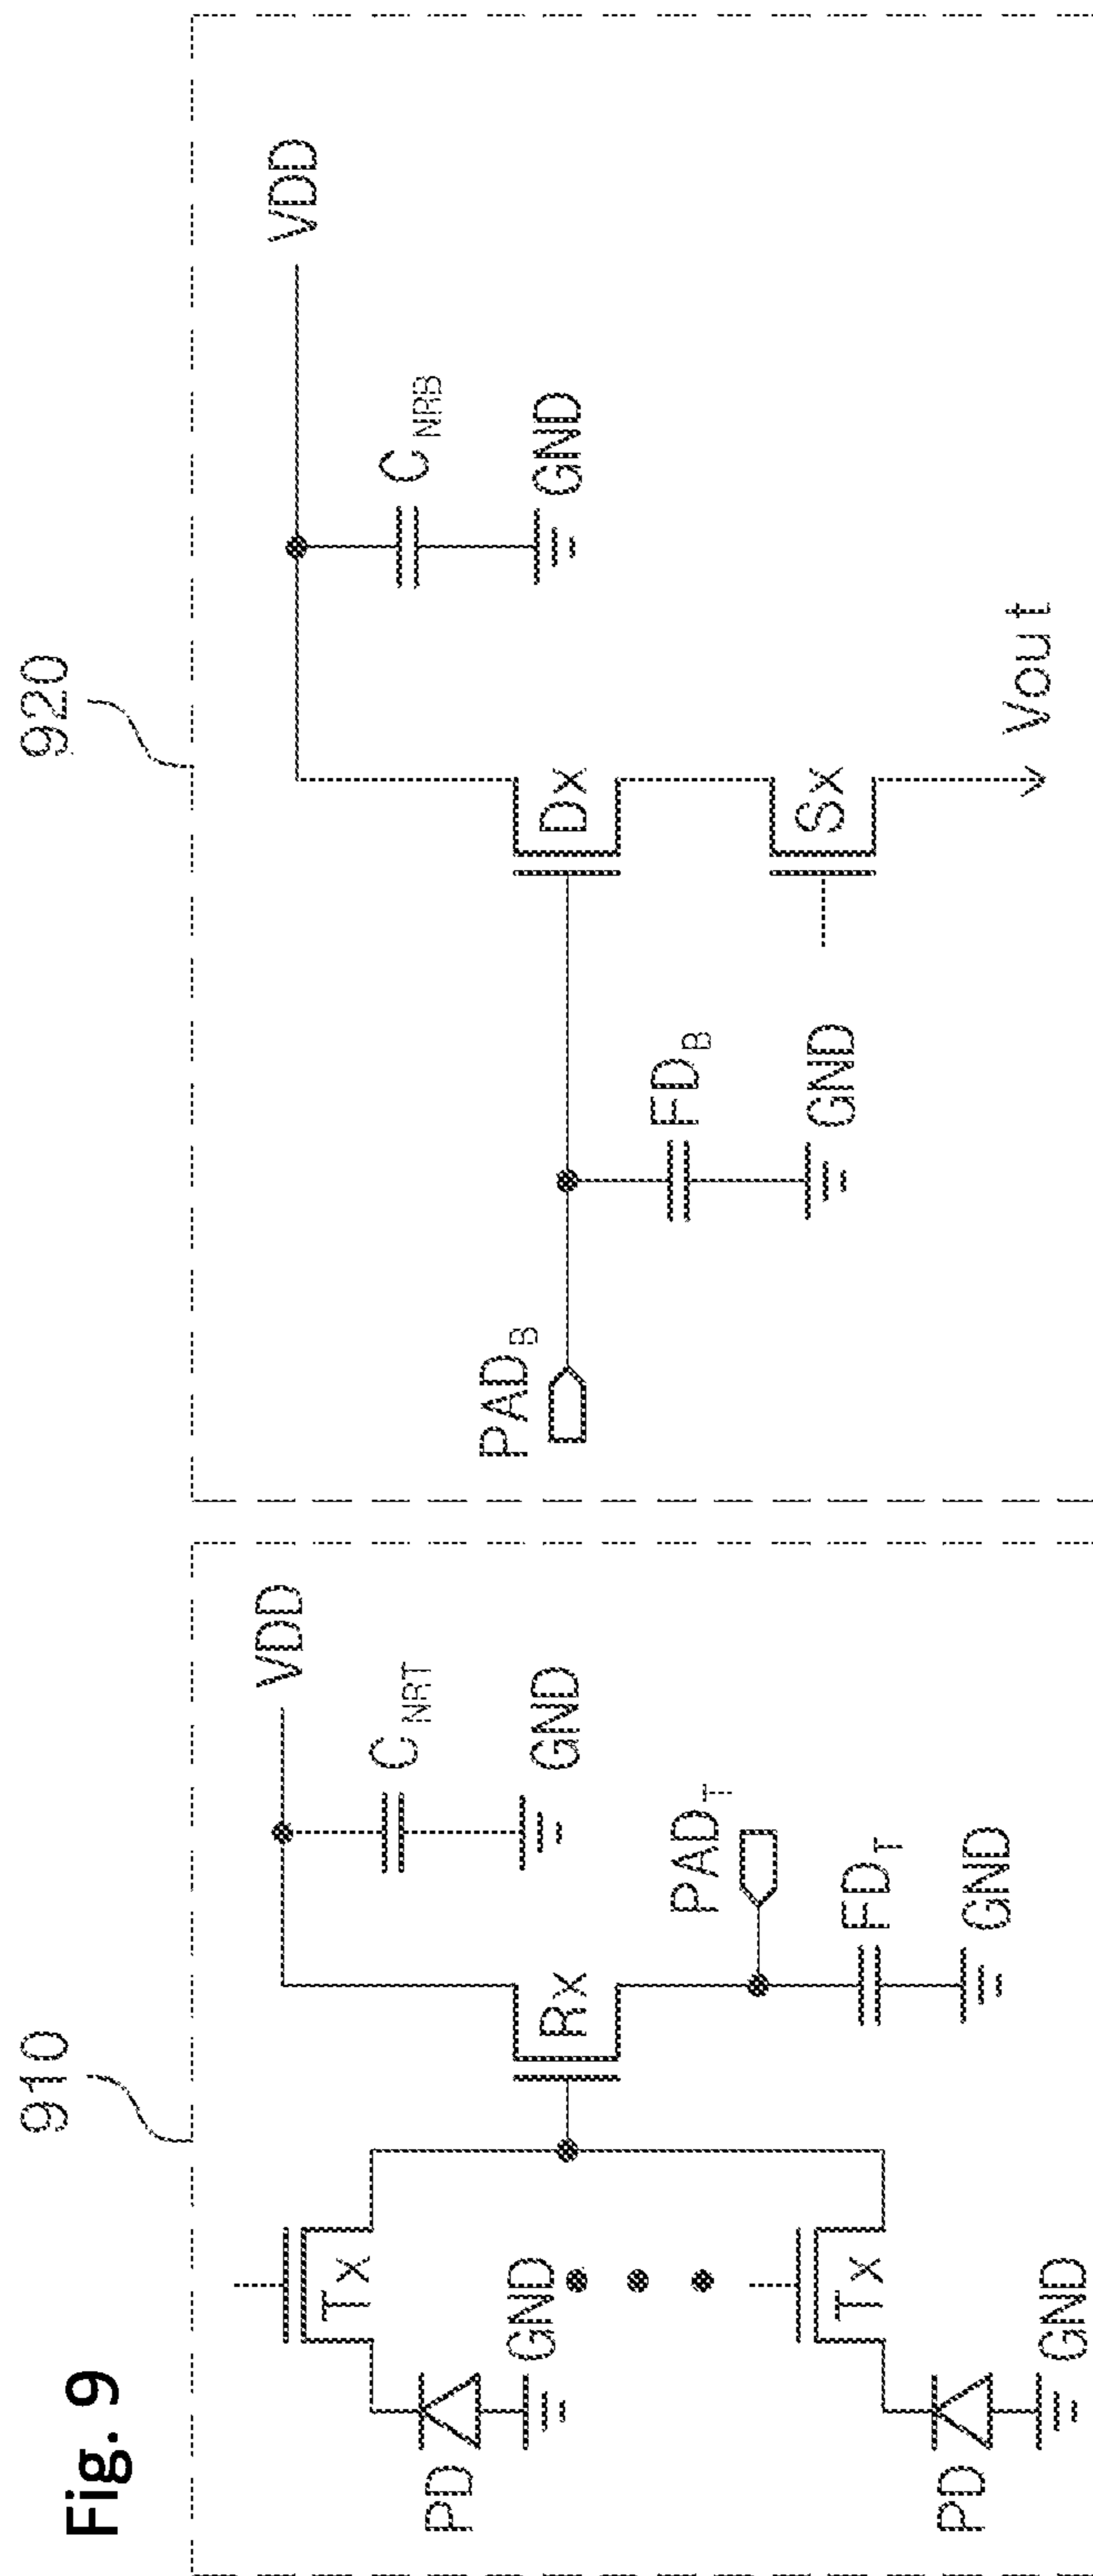 Fig. 9
910
920
VDD
C NRT
GND
Tx
Rx
PAD T
FD T
GND
PD
GND
Tx
PD
GND
VDD
C NRB
GND
PAD B
Dx
FD B
GND
Sx
Vout